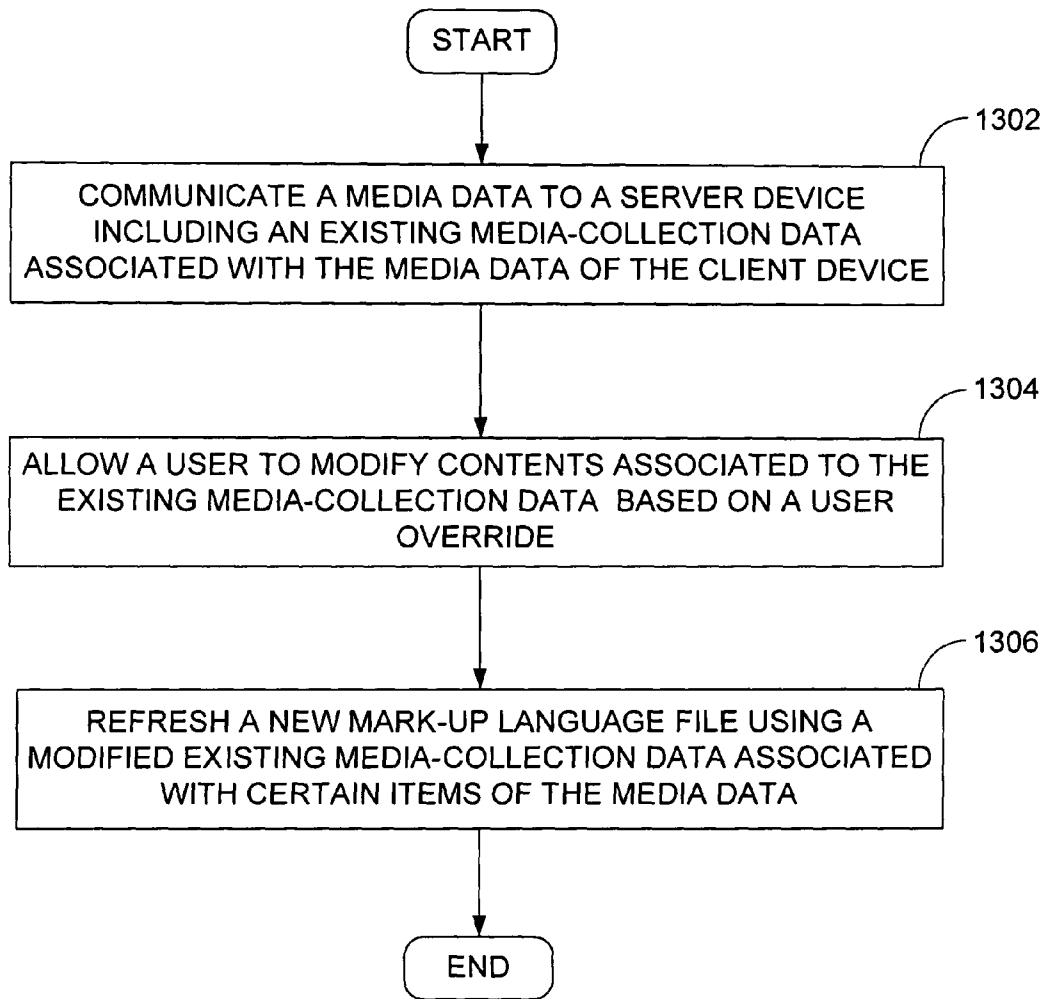 START
1302
COMMUNICATE A MEDIA DATA TO A SERVER DEVICE
INCLUDING AN EXISTING MEDIA-COLLECTION DATA
ASSOCIATED WITH THE MEDIA DATA OF THE CLIENT DEVICE
1304
ALLOW A USER TO MODIFY CONTENTS ASSOCIATED TO THE
EXISTING MEDIA-COLLECTION DATA BASED ON A USER
OVERRIDE
1306
REFRESH A NEW MARK-UP LANGUAGE FILE USING A
MODIFIED EXISTING MEDIA-COLLECTION DATA ASSOCIATED
WITH CERTAIN ITEMS OF THE MEDIA DATA
END